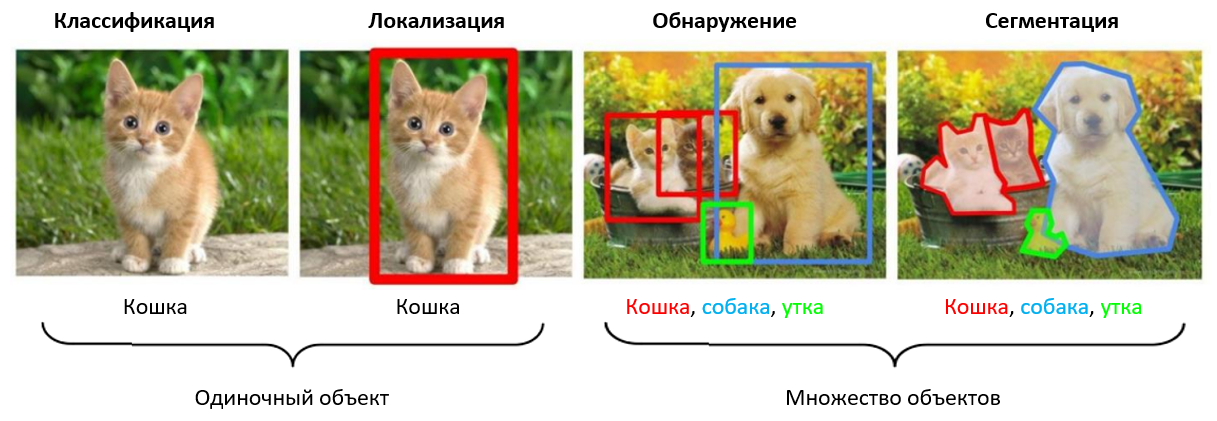 Классификация
Локализация
Обнаружение
Сегментация
Кошка
Кошка
Кошка, собака, утка
Кошка, собака, утка
Одиночный объект
Множество объектов